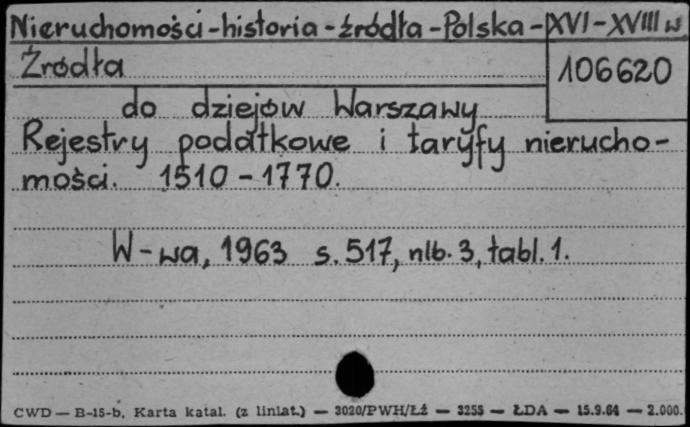 Nieruchomości-historia-źródła-Polska-XVI-XVIII w
Źródła
106620
do dziejów Warszawy
Rejestry podatkowe i taryfy nierucho-
mości. 1510-1770.
W-wa, 1963 s. 517, nlb. 3, tabl. 1.
CWD — B-15-b, Karta katal. (z liniat.) — 3020/PWH/Łź — 3255 — ŁDA — 15.9.64 — 2.000.